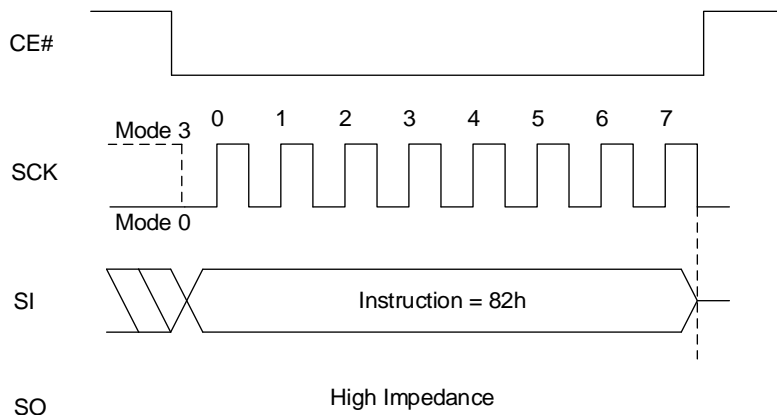 CE#
0 1 2 3 4 5 6 7
Mode 3
SCK
Mode 0
SI
Instruction = 82h
SO
High Impedance